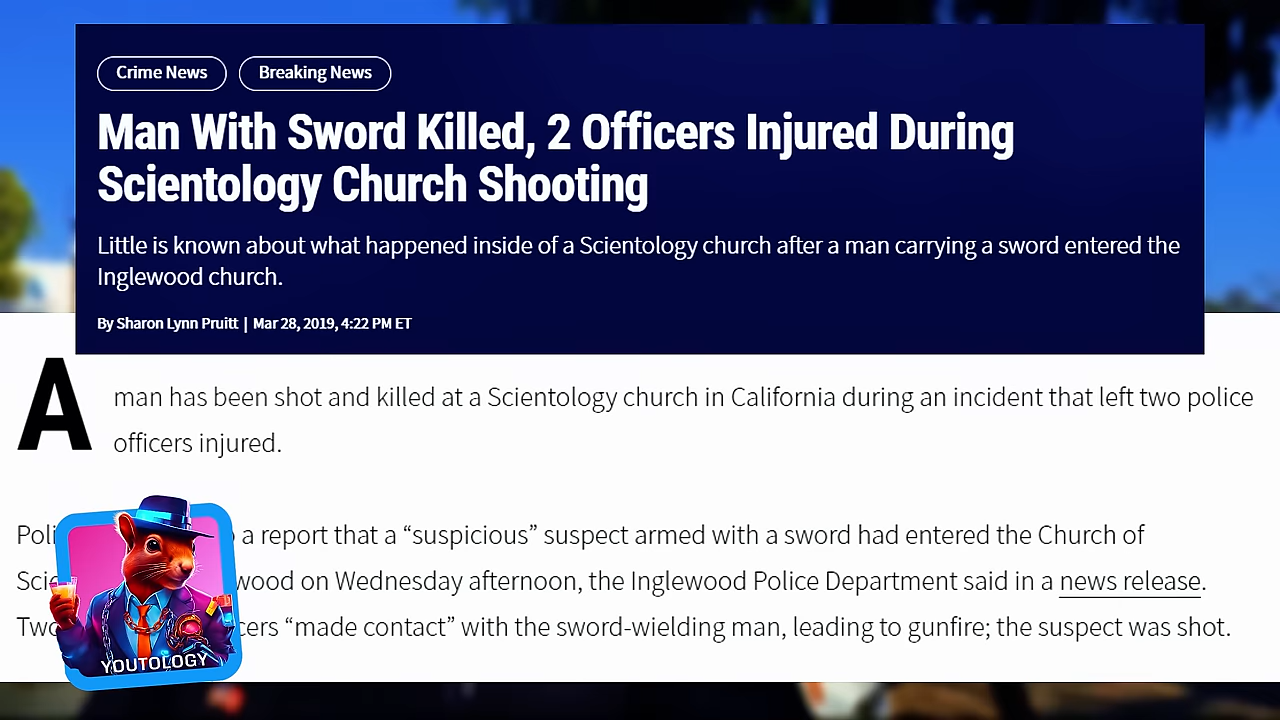 Crime News
Breaking News
Man With Sword Killed, 2 Officers Injured During
Scientology Church Shooting
Little is known about what happened inside of a Scientology church after a man carrying a sword entered the
Inglewood church.
By Sharon Lynn Pruitt | Mar 28, 2019, 4:22 PM ET
A man has been shot and killed at a Scientology church in California during an incident that left two police
officers injured.
a report that a “suspicious” suspect armed with a sword had entered the Church of
on Wednesday afternoon, the Inglewood Police Department said in a news release.
“made contact” with the sword-wielding man, leading to gunfire; the suspect was shot.
YOUTOLOGY